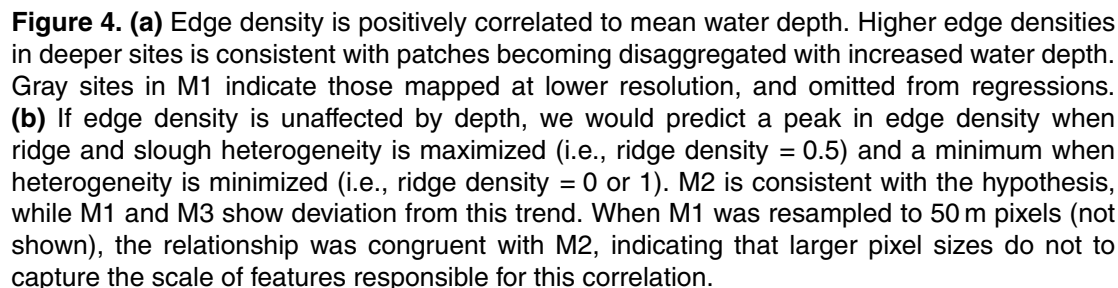 Figure 4. (a) Edge density is positively correlated to mean water depth. Higher edge densities
in deeper sites is consistent with patches becoming disaggregated with increased water depth.
Gray sites in M1 indicate those mapped at lower resolution, and omitted from regressions.
(b) If edge density is unaffected by depth, we would predict a peak in edge density when
ridge and slough heterogeneity is maximized (i.e., ridge density = 0.5) and a minimum when
heterogeneity is minimized (i.e., ridge density = 0 or 1). M2 is consistent with the hypothesis,
while M1 and M3 show deviation from this trend. When M1 was resampled to 50 m pixels (not
shown), the relationship was congruent with M2, indicating that larger pixel sizes do not to
capture the scale of features responsible for this correlation.